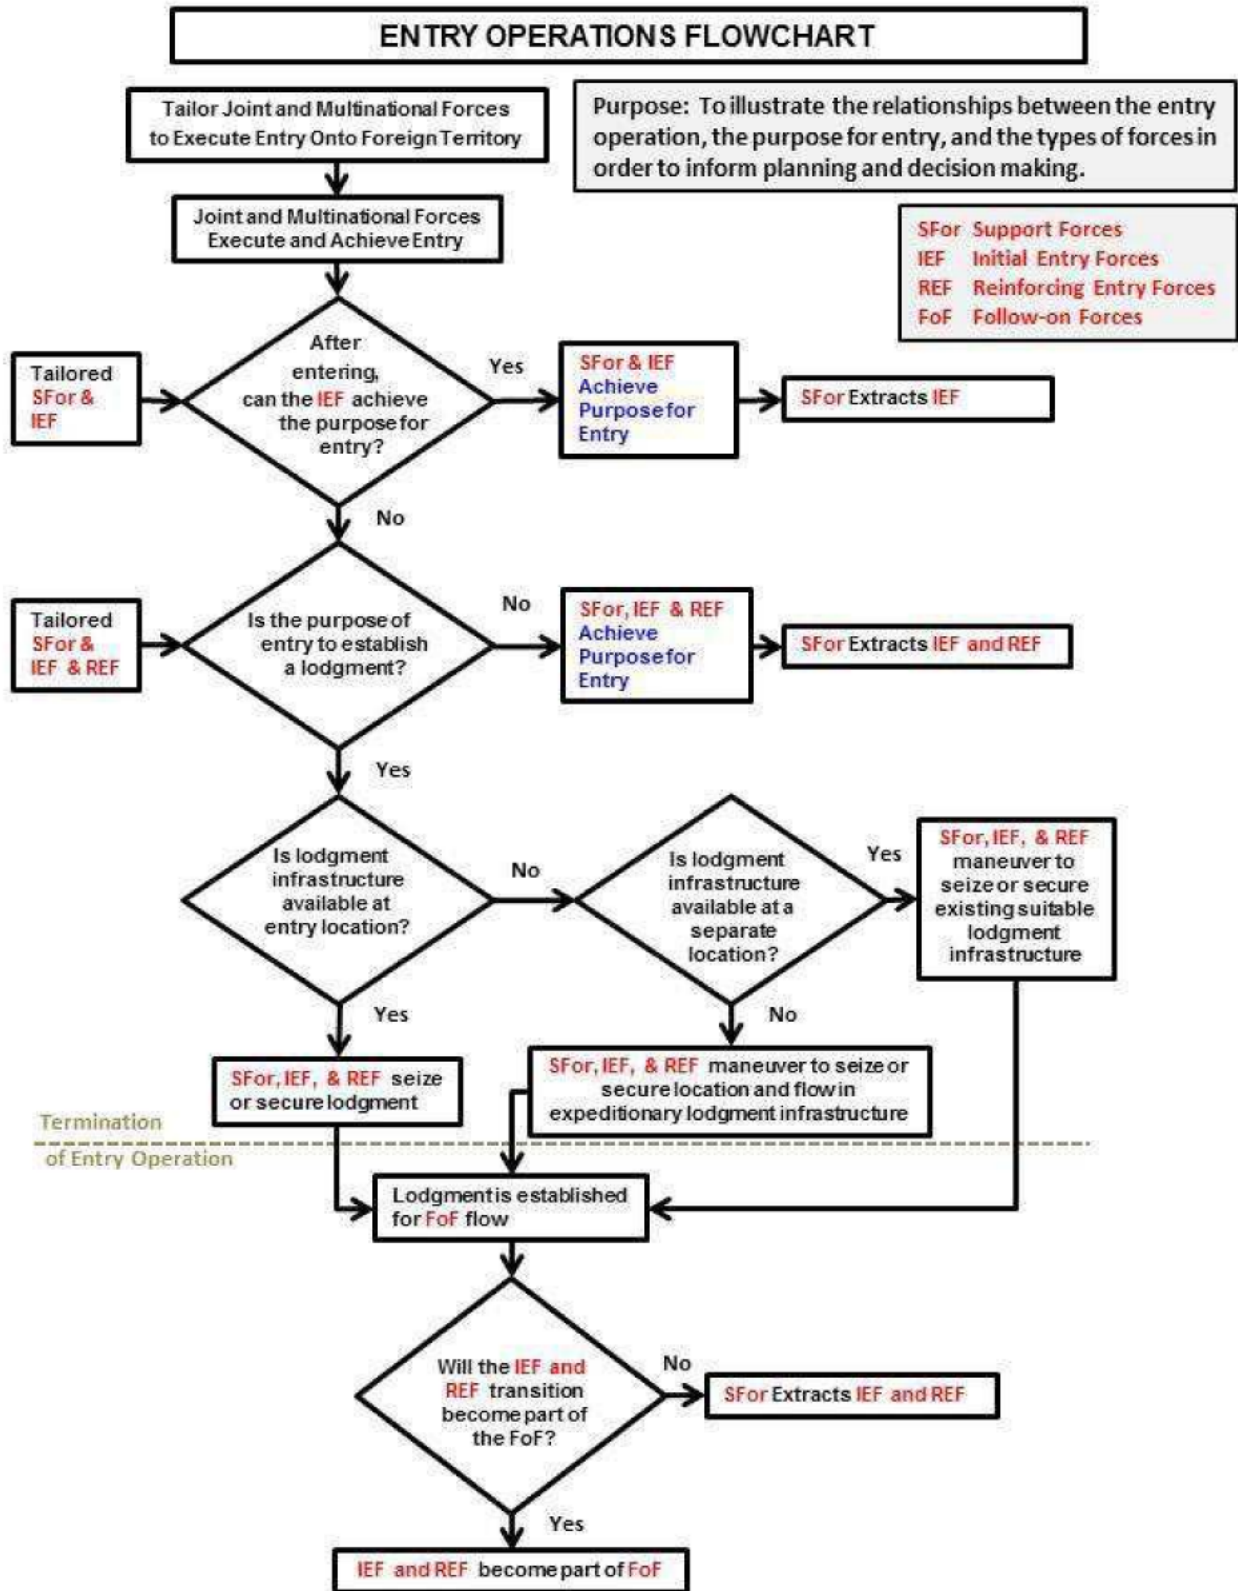 ENTRY OPERATIONS FLOWCHART
Tailor Joint and Multinational Forces
to Execute Entry Onto Foreign Territory
Purpose: To illustrate the relationships between the entry
operation, the purpose for entry, and the types of forces in
order to inform planning and decision making.
Joint and Multinational Forces
Execute and Achieve Entry
SFor Support Forces
IEF Initial Entry Forces
REF Reinforcing Entry Forces
FoF Follow-on Forces
Tailored
SFor &
IEF
After
entering,
can the IEF achieve
the purpose for
entry?
Yes
SFor & IEF
Achieve
Purpose for
Entry
SFor Extracts IEF
No
Tailored
SFor &
IEF & REF
Is the purpose of
entry to establish
a lodgment?
No
SFor, IEF & REF
Achieve
Purpose for
Entry
SFor Extracts IEF and REF
Yes
Is lodgment
infrastructure
available at
entry location?
No
Is lodgment
infrastructure
available at a
separate
location?
Yes
SFor, IEF, & REF
maneuver to
seize or secure
existing suitable
lodgment
infrastructure
Yes
No
SFor, IEF, & REF seize
or secure lodgment
SFor, IEF, & REF maneuver to seize or
secure location and flow in
expeditionary lodgment infrastructure
Termination
of Entry Operation
Lodgment is established
for FoF flow
Will the IEF and
REF transition
become part of
the FoF?
No
SFor Extracts IEF and REF
Yes
IEF and REF become part of FoF